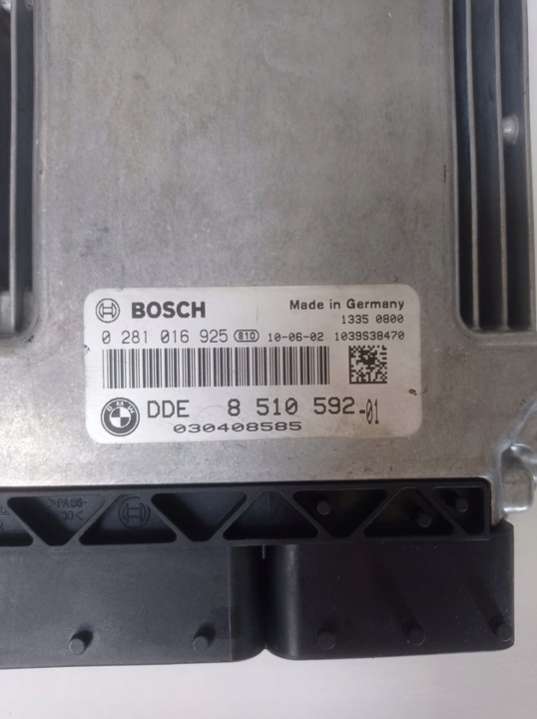 BOSCH Made in Germany
1335 0800
0 281 016 925 810 10-06-02 1039S38470
DDE 8 510 592-01
030408585
>PA66-